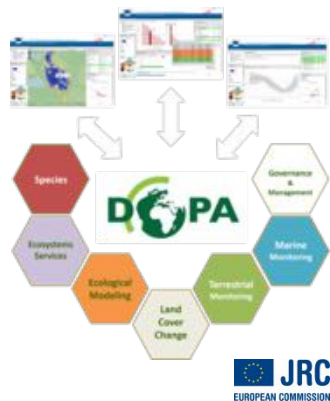 Species
Governance
&
Management
DOPA
Ecosystems
Services
Marine
Monitoring
Ecological
Modeling
Terrestrial
Monitoring
Land
Cover
Change
JRC
EUROPEAN COMMISSION